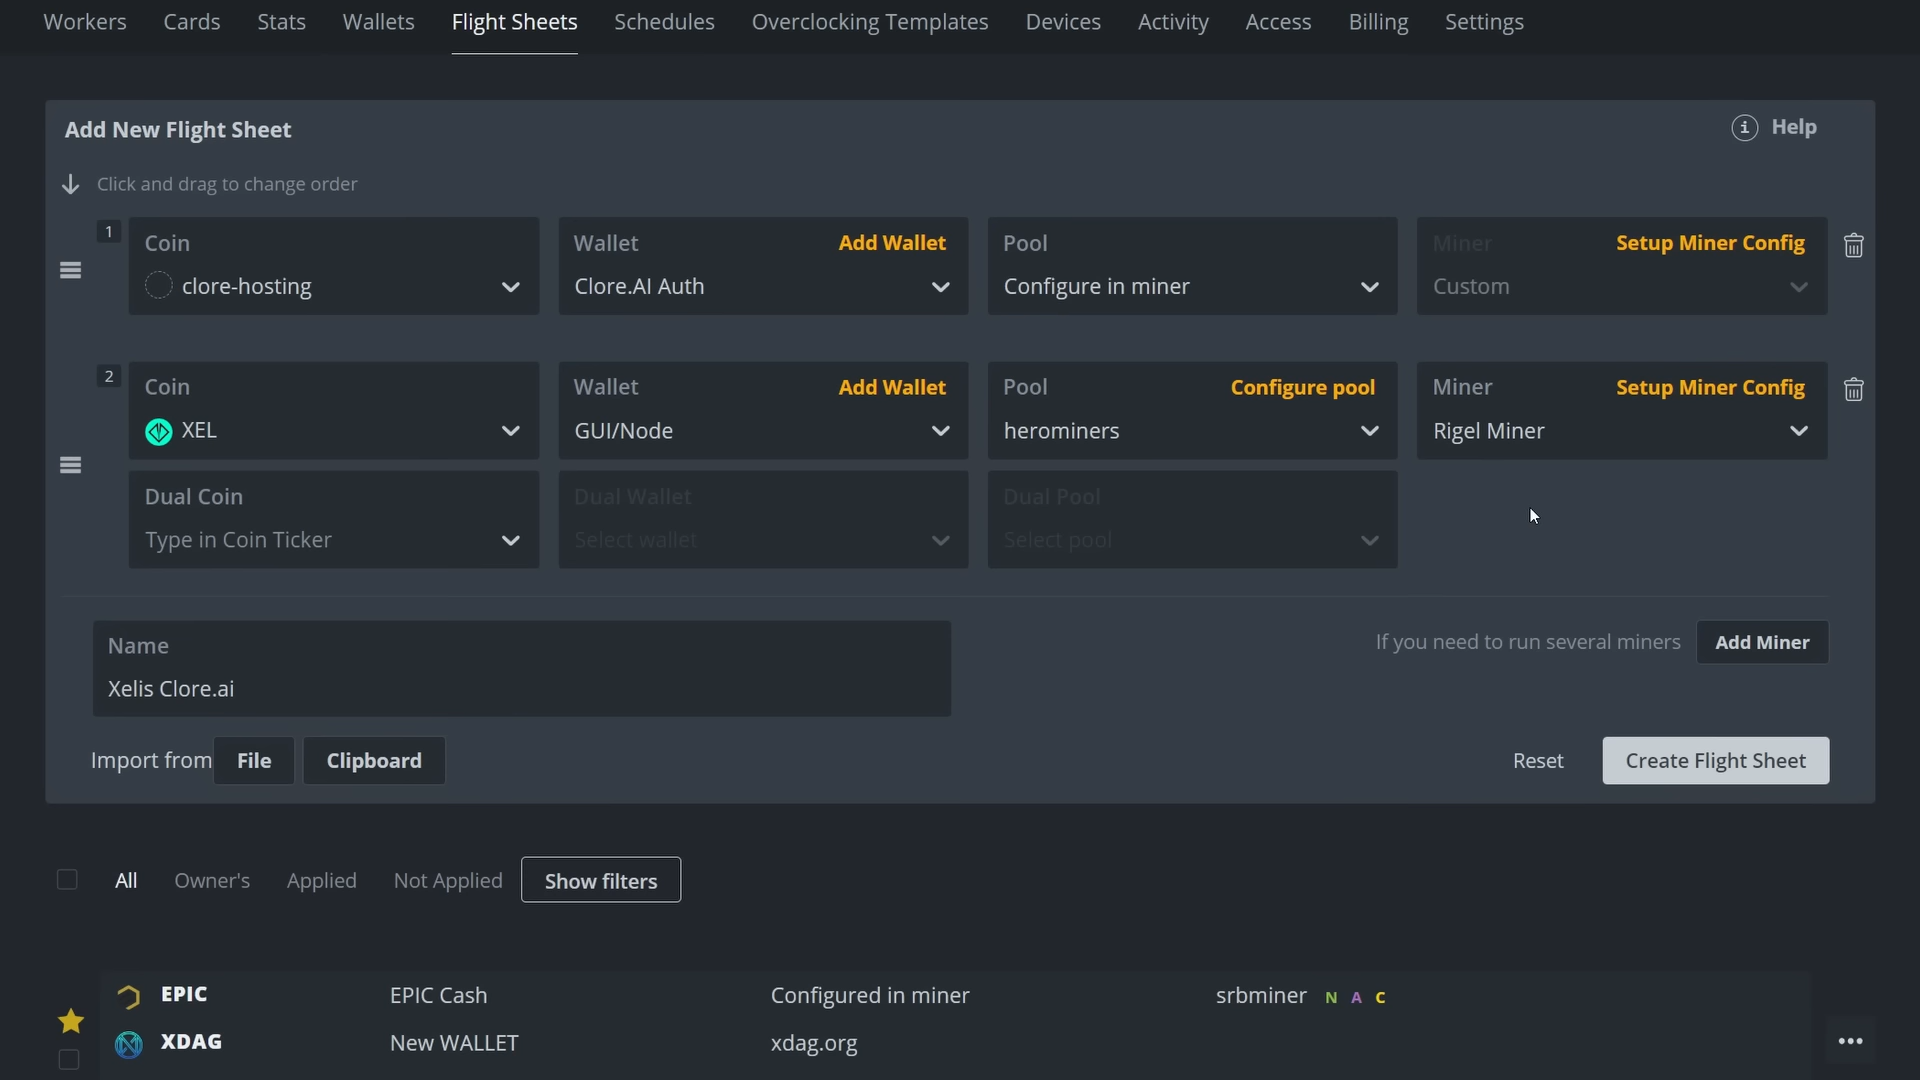 Workers Cards Stats Wallets Flight Sheets Schedules Overclocking Templates Devices Activity Access Billing Settings
Add New Flight Sheet
Help
Click and drag to change order
1
Coin
clore-hosting
Wallet Add Wallet
Clore.AI Auth
Pool
Configure in miner
Miner Setup Miner Config
Custom
2
Coin
XEL
Wallet Add Wallet
GUI/Node
Pool Configure pool
herominers
Miner Setup Miner Config
Rigel Miner
Dual Coin
Type in Coin Ticker
Dual Wallet
Select wallet
Dual Pool
Select pool
Name
Xelis Clore.ai
If you need to run several miners Add Miner
Import from File Clipboard
Reset Create Flight Sheet
All Owner's Applied Not Applied Show filters
EPIC EPIC Cash Configured in miner srbminer N A C
XDAG New WALLET xdag.org